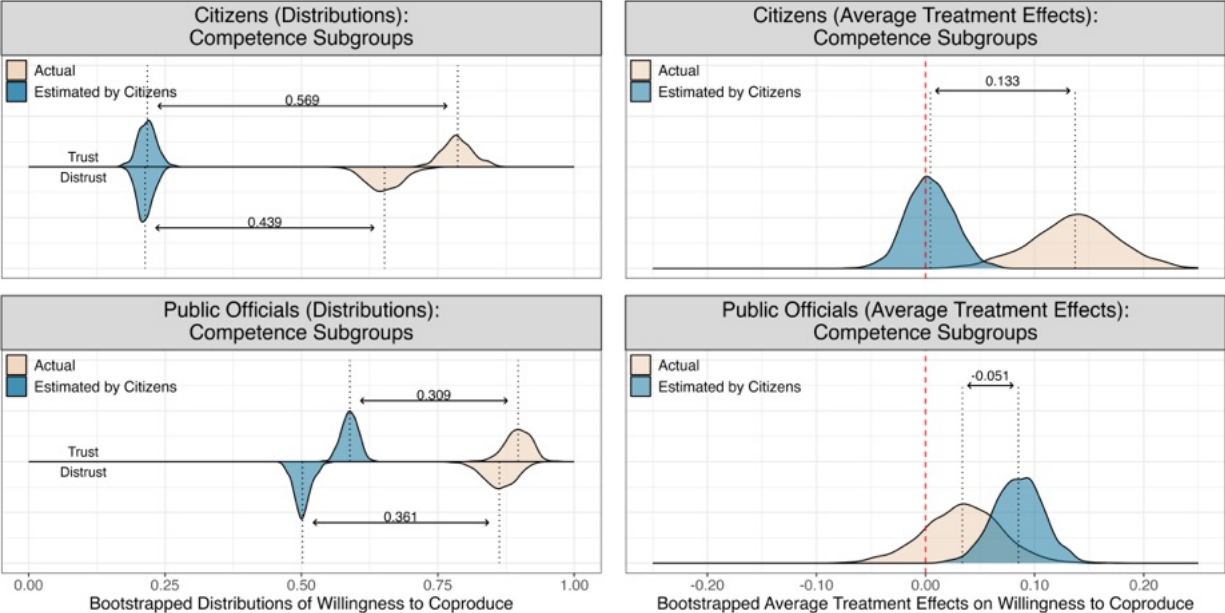 Citizens (Distributions):
Competence Subgroups
Actual
Estimated by Citizens
0.569
Trust
Distrust
0.439
Citizens (Average Treatment Effects):
Competence Subgroups
Actual
Estimated by Citizens
0.133
Public Officials (Distributions):
Competence Subgroups
Actual
Estimated by Citizens
0.309
Trust
Distrust
0.361
0.00 0.25 0.50 0.75 1.00
Bootstrapped Distributions of Willingness to Coproduce
Public Officials (Average Treatment Effects):
Competence Subgroups
Actual
Estimated by Citizens
-0.051
-0.20 -0.10 0.00 0.10 0.20
Bootstrapped Average Treatment Effects on Willingness to Coproduce